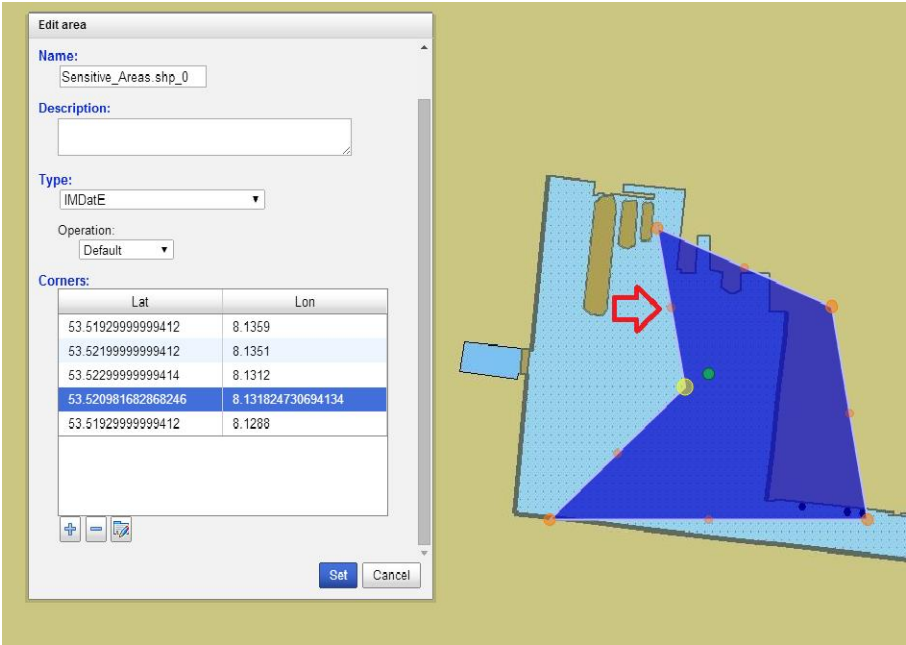 Edit area
Name:
Sensitive_Areas.shp_0
Description:
Type:
IMDatE
Operation:
Default
Corners:
Lat Lon
53.51929999999412 8.1359
53.52199999999412 8.1351
53.52299999999414 8.1312
53.520981682868246 8.131824730694134
53.51929999999412 8.1288
Set Cancel